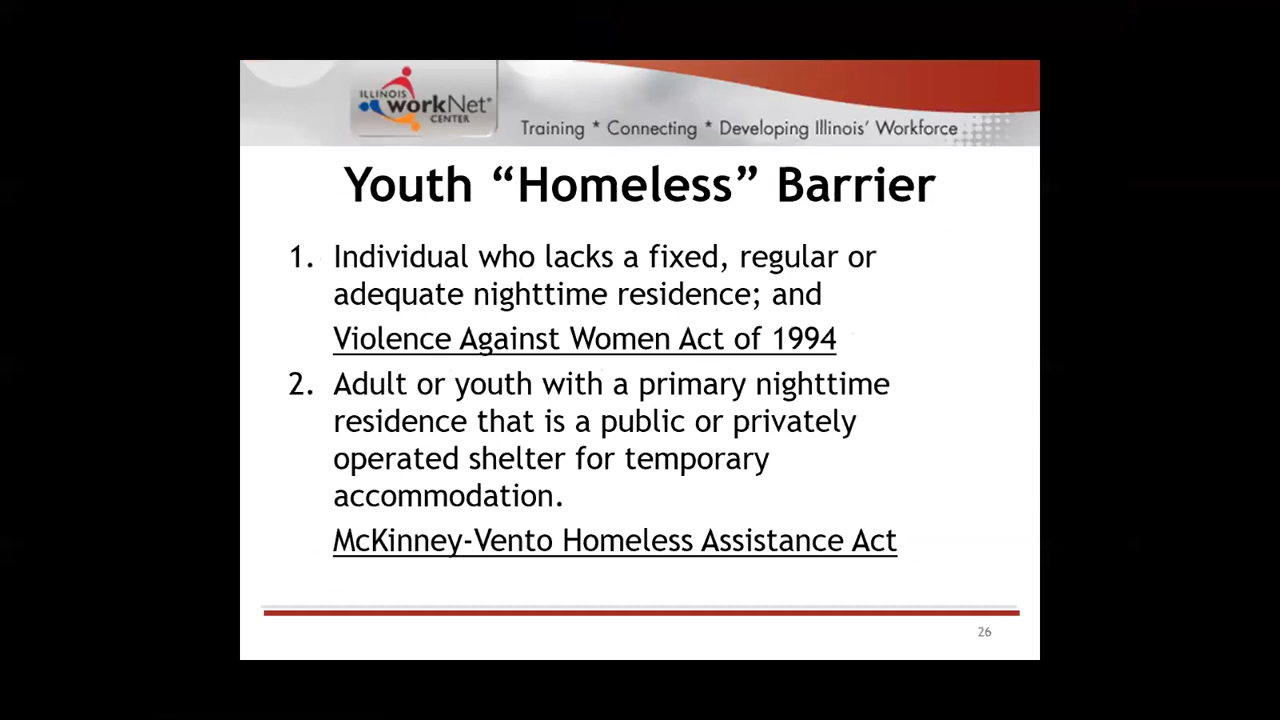 ILLINOIS
workNet®
CENTER
Training * Connecting * Developing Illinois' Workforce
Youth “Homeless” Barrier
1. Individual who lacks a fixed, regular or
adequate nighttime residence; and
Violence Against Women Act of 1994
2. Adult or youth with a primary nighttime
residence that is a public or privately
operated shelter for temporary
accommodation.
McKinney-Vento Homeless Assistance Act
26